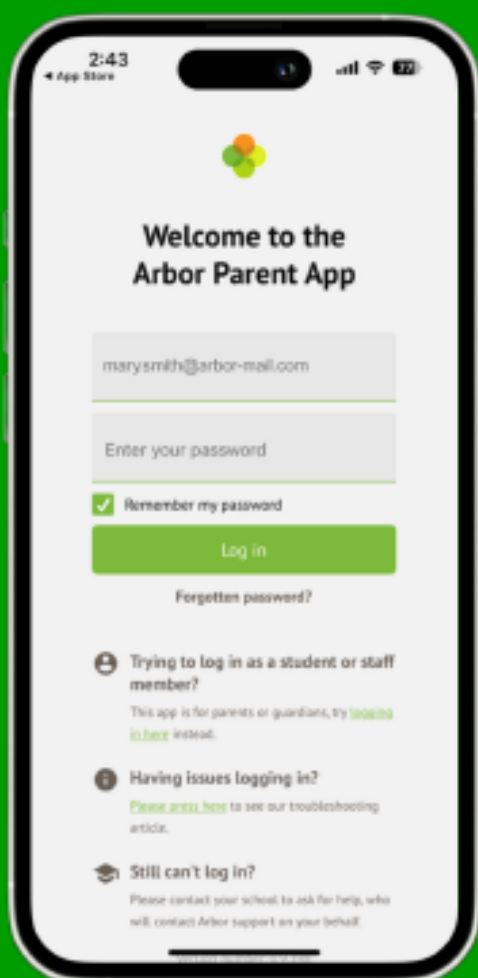 2:43
◄ App Store
77
Welcome to the
Arbor Parent App
mary.smith@arbor-mail.com
Enter your password
Remember my password
Log in
Forgotten password?
Trying to log in as a student or staff
member?
This app is for parents or guardians, try logging
in here instead.
Having issues logging in?
Please press here to see our troubleshooting
article.
Still can't log in?
Please contact your school to ask for help, who
will contact Arbor support on your behalf